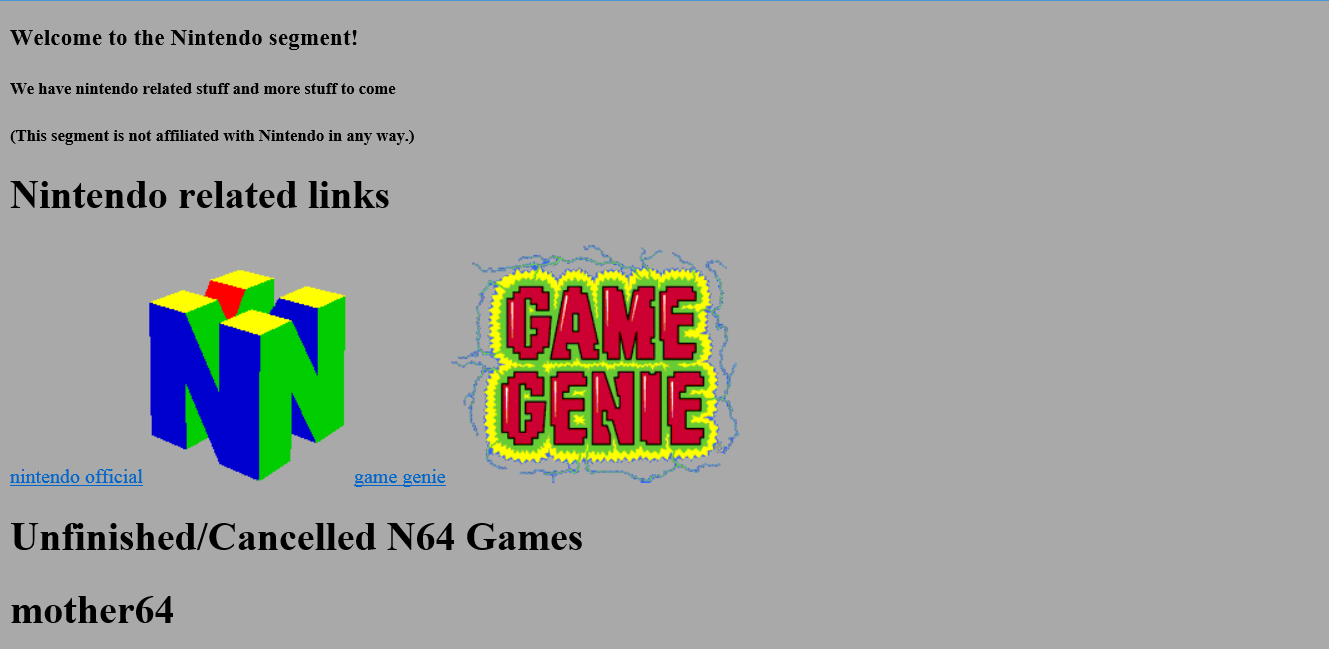 Welcome to the Nintendo segment!
We have nintendo related stuff and more stuff to come
(This segment is not affiliated with Nintendo in any way.)
Nintendo related links
GAME
GENIE
nintendo official game genie
Unfinished/Cancelled N64 Games
mother64